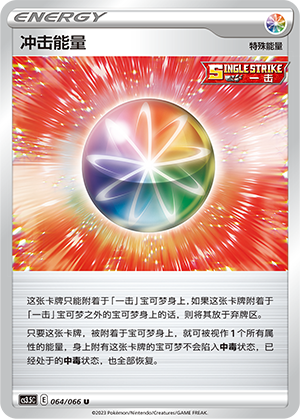 ENERGY
冲击能量
特殊能量
SINGLE STRIKE
一击
这张卡牌只能附着于「一击」宝可梦身上,如果这张卡牌附着于
「一击」宝可梦之外的宝可梦身上的话,则将其放于弃牌区。
只要这张卡牌,被附着于宝可梦身上,就可被视作1个所有属
性的能量,身上附有这张卡牌的宝可梦不会陷入中毒状态,已
经处于的中毒状态,也全部恢复。
CS3.5C E 064/066 U
©2023 Pokémon/Nintendo/Creatures/GAME FREAK.